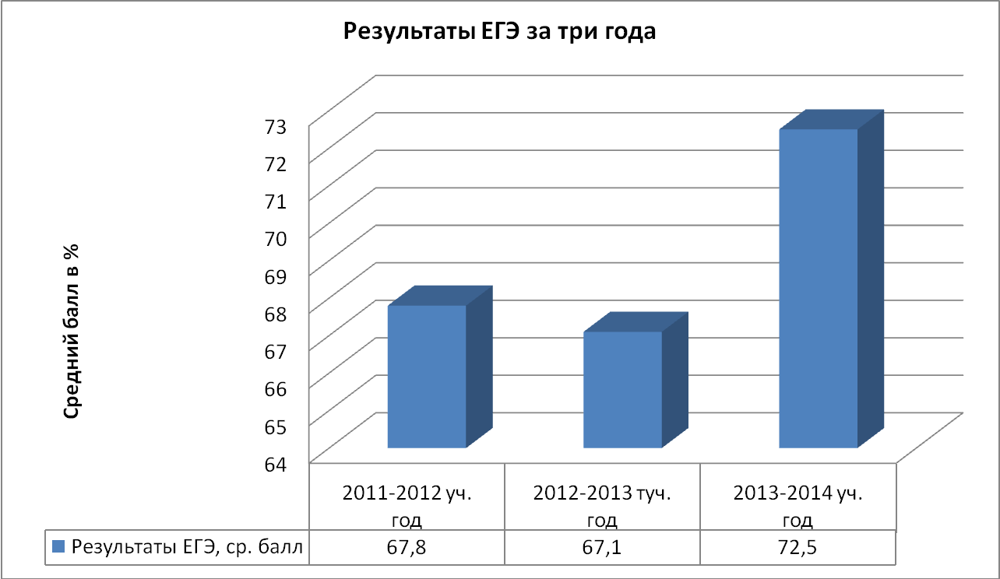 Результаты ЕГЭ за три года
Средний балл в %
73
72
71
70
69
68
67
66
65
64
2011-2012 уч.
год
2012-2013 туч.
год
2013-2014 уч.
год
Результаты ЕГЭ, ср. балл
67,8
67,1
72,5